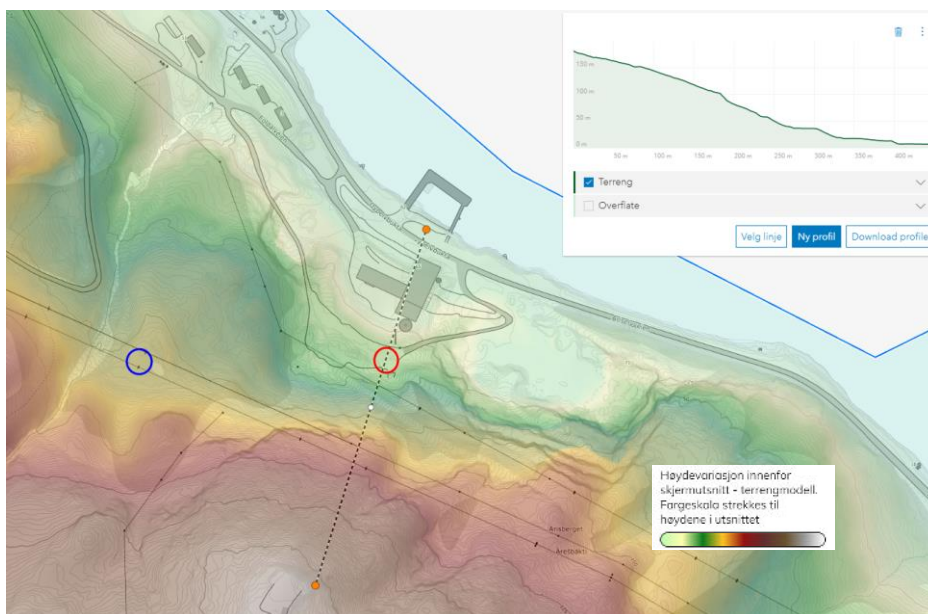 150 m
100 m
50 m
0 m
50 m
100 m
150 m
200 m
250 m
300 m
350 m
400 m
Terreng
Overflate
Velg linje
Ny profil
Download profile
Høydevariasjon innenfor
skjermutsnitt - terrengmodell.
Fargeskala strekkes til
høydene i utsnittet